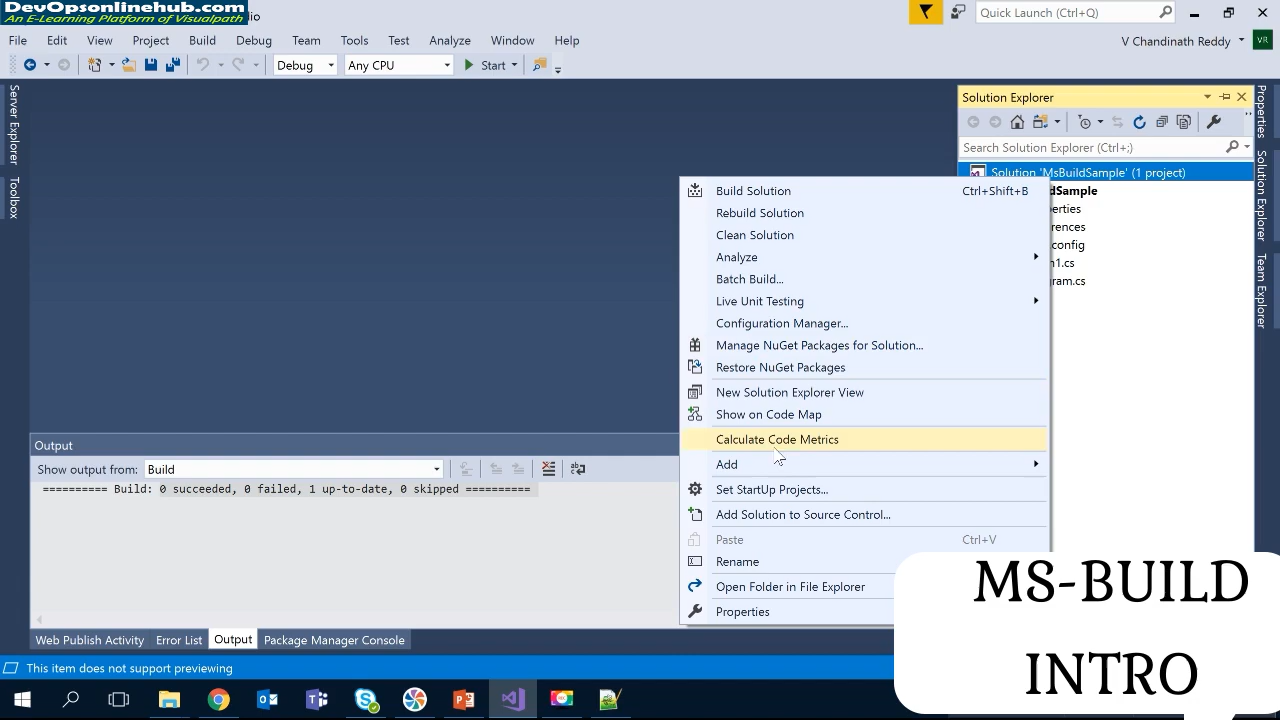 DevOpsonlinehub.com
An E-Learning Platform of Visualpath
io
Quick Launch (Ctrl+Q)
File Edit View Project Build Debug Team Tools Test Analyze Window Help
V Chandinath Reddy VR
Debug Any CPU Start
Server Explorer
Toolbox
Solution Explorer
Search Solution Explorer (Ctrl+;)
Solution 'MsBuildSample' (1 project)
dSample
erties
rences
config
n1.cs
gram.cs
Properties
Solution Explorer
Team Explorer
Build Solution Ctrl+Shift+B
Rebuild Solution
Clean Solution
Analyze
Batch Build...
Live Unit Testing
Configuration Manager...
Manage NuGet Packages for Solution...
Restore NuGet Packages
New Solution Explorer View
Show on Code Map
Calculate Code Metrics
Add
Set StartUp Projects...
Add Solution to Source Control...
Paste Ctrl+V
Rename
Open Folder in File Explorer
Properties
Output
Show output from: Build
========== Build: 0 succeeded, 0 failed, 1 up-to-date, 0 skipped ==========
Web Publish Activity Error List Output Package Manager Console
This item does not support previewing
MS-BUILD
INTRO